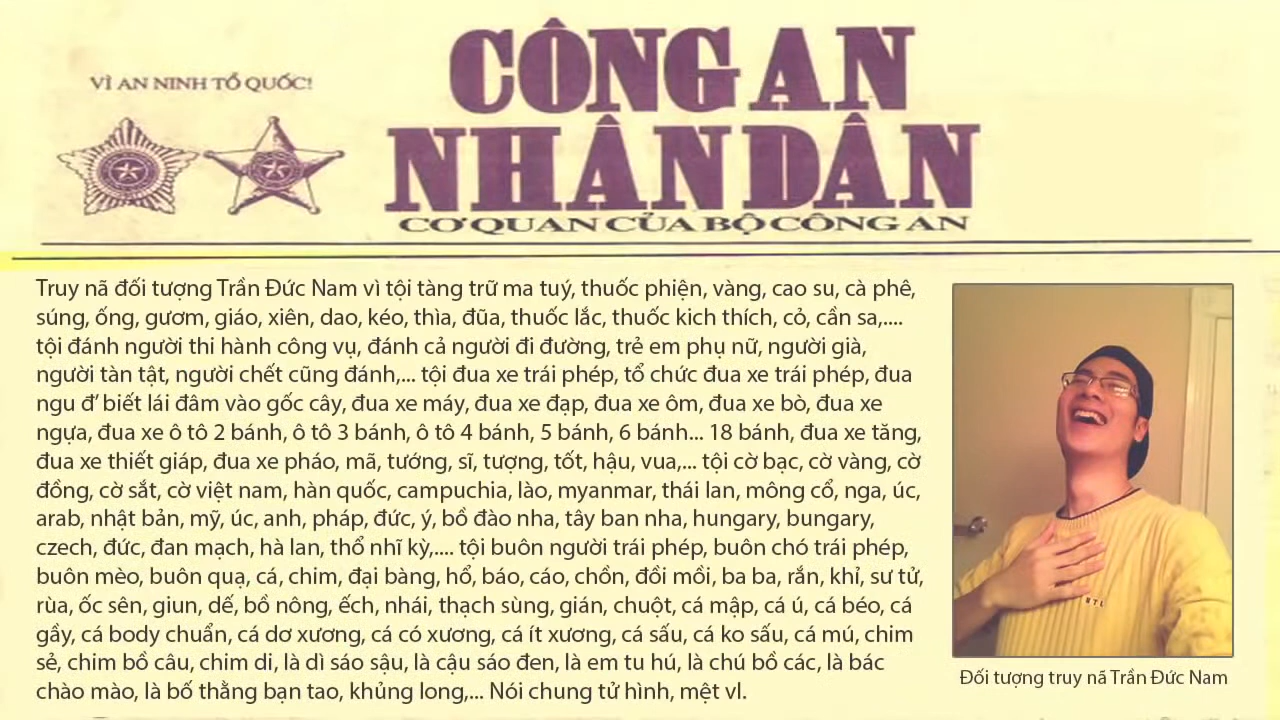 VÌ AN NINH TỔ QUỐC!
CÔNG AN
NHÂN DÂN
CƠ QUAN CỦA BỘ CÔNG AN
Truy nã đối tượng Trần Đức Nam vì tội tàng trữ ma tuý, thuốc phiện, vàng, cao su, cà phê,
súng, ống, gươm, giáo, xiên, dao, kéo, thìa, đũa, thuốc lắc, thuốc kich thích, cỏ, cần sa,....
tội đánh người thi hành công vụ, đánh cả người đi đường, trẻ em phụ nữ, người già,
người tàn tật, người chết cũng đánh,... tội đua xe trái phép, tổ chức đua xe trái phép, đua
ngu đ' biết lái đâm vào gốc cây, đua xe máy, đua xe đạp, đua xe ôm, đua xe bò, đua xe
ngựa, đua xe ô tô 2 bánh, ô tô 3 bánh, ô tô 4 bánh, 5 bánh, 6 bánh... 18 bánh, đua xe tăng,
đua xe thiết giáp, đua xe pháo, mã, tướng, sĩ, tượng, tốt, hậu, vua,... tội cờ bạc, cờ vàng, cờ
đồng, cờ sắt, cờ việt nam, hàn quốc, campuchia, lào, myanmar, thái lan, mông cổ, nga, úc,
arab, nhật bản, mỹ, úc, anh, pháp, đức, ý, bồ đào nha, tây ban nha, hungary, bungary,
czech, đức, đan mạch, hà lan, thổ nhĩ kỳ,.... tội buôn người trái phép, buôn chó trái phép,
buôn mèo, buôn quạ, cá, chim, đại bàng, hổ, báo, cáo, chồn, đồi mồi, ba ba, rắn, khỉ, sư tử,
rùa, ốc sên, giun, dế, bồ nông, ếch, nhái, thạch sùng, gián, chuột, cá mập, cá ú, cá béo, cá
gầy, cá body chuẩn, cá dơ xương, cá có xương, cá ít xương, cá sấu, cá ko sấu, cá mú, chim
sẻ, chim bồ câu, chim di, là dì sáo sậu, là cậu sáo đen, là em tu hú, là chú bồ các, là bác
chào mào, là bố thằng bạn tao, khủng long,... Nói chung tử hình, mệt vl.
NTL
Đối tượng truy nã Trần Đức Nam